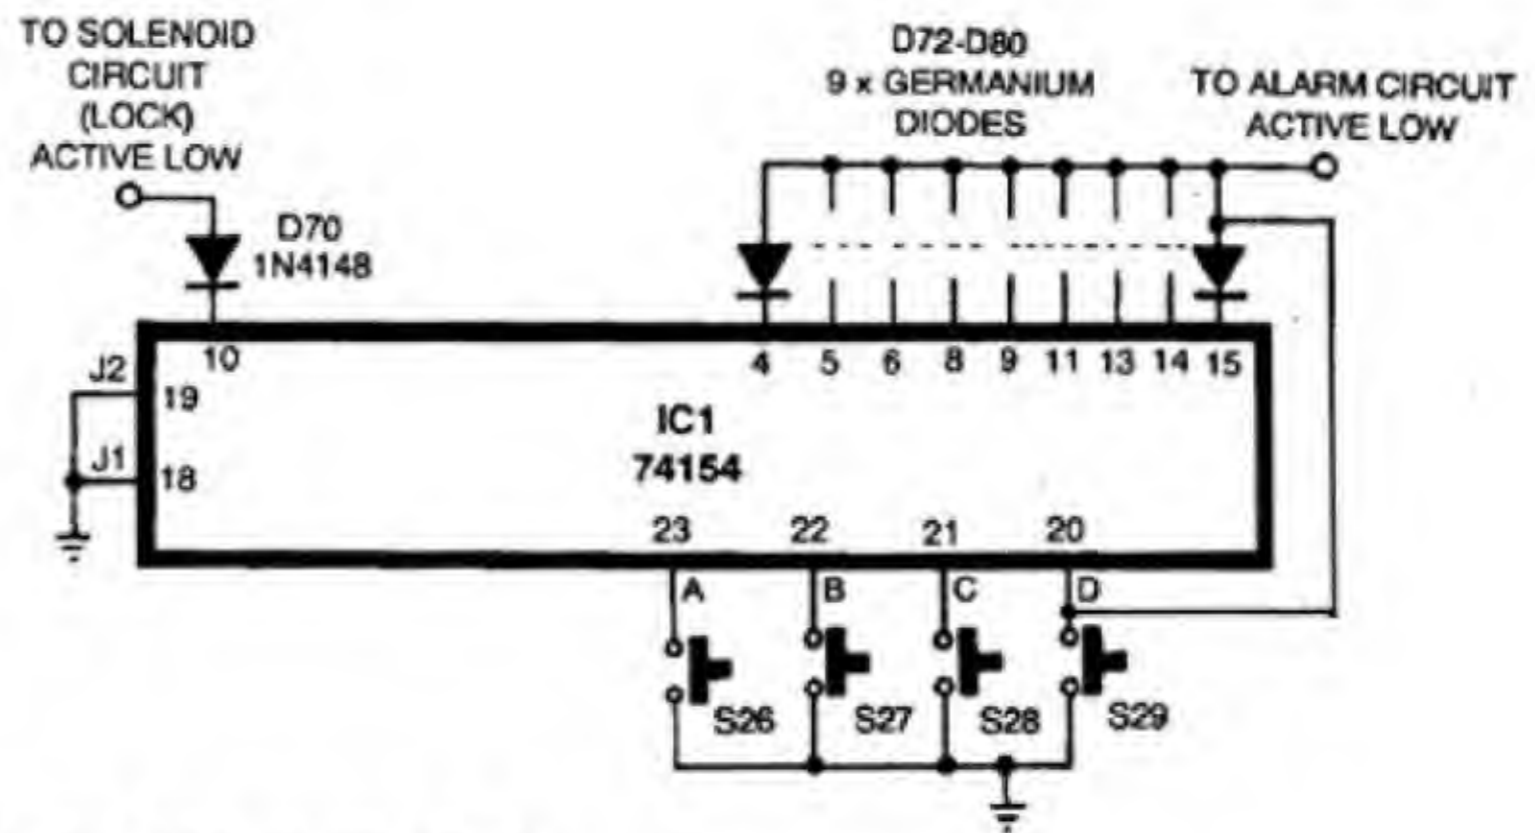 TO SOLENOID
CIRCUIT
(LOCK)
ACTIVE LOW
D72-D80
9 x GERMANIUM
DIODES
TO ALARM CIRCUIT
ACTIVE LOW
D70
1N4148
10
4
5
6
8
9
11
13
14
15
J2
19
J1
18
IC1
74154
23
22
21
20
A
B
C
D
S26
S27
S28
S29